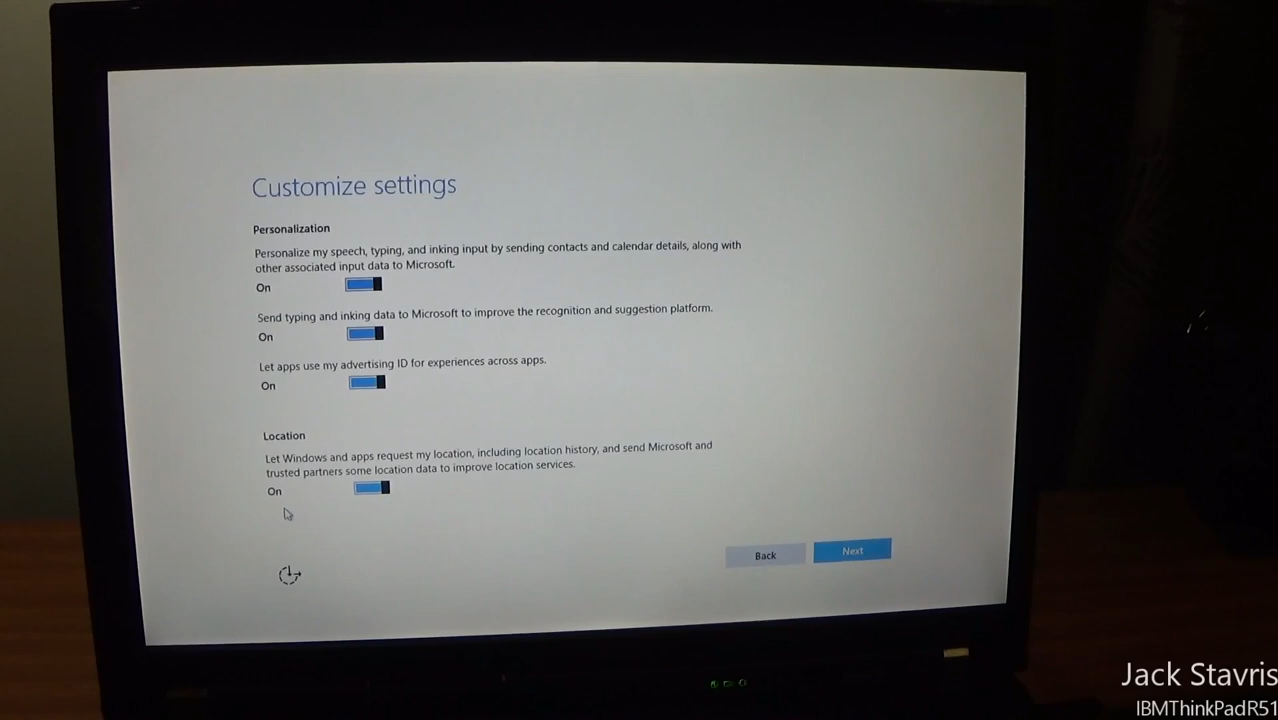 Customize settings
Personalization
Personalize my speech, typing, and inking input by sending contacts and calendar details, along with
other associated input data to Microsoft.
On
Send typing and inking data to Microsoft to improve the recognition and suggestion platform.
On
Let apps use my advertising ID for experiences across apps.
On
Location
Let Windows and apps request my location, including location history, and send Microsoft and
trusted partners some location data to improve location services.
On
Back
Next
Jack Stavris
IBMThinkPadR51